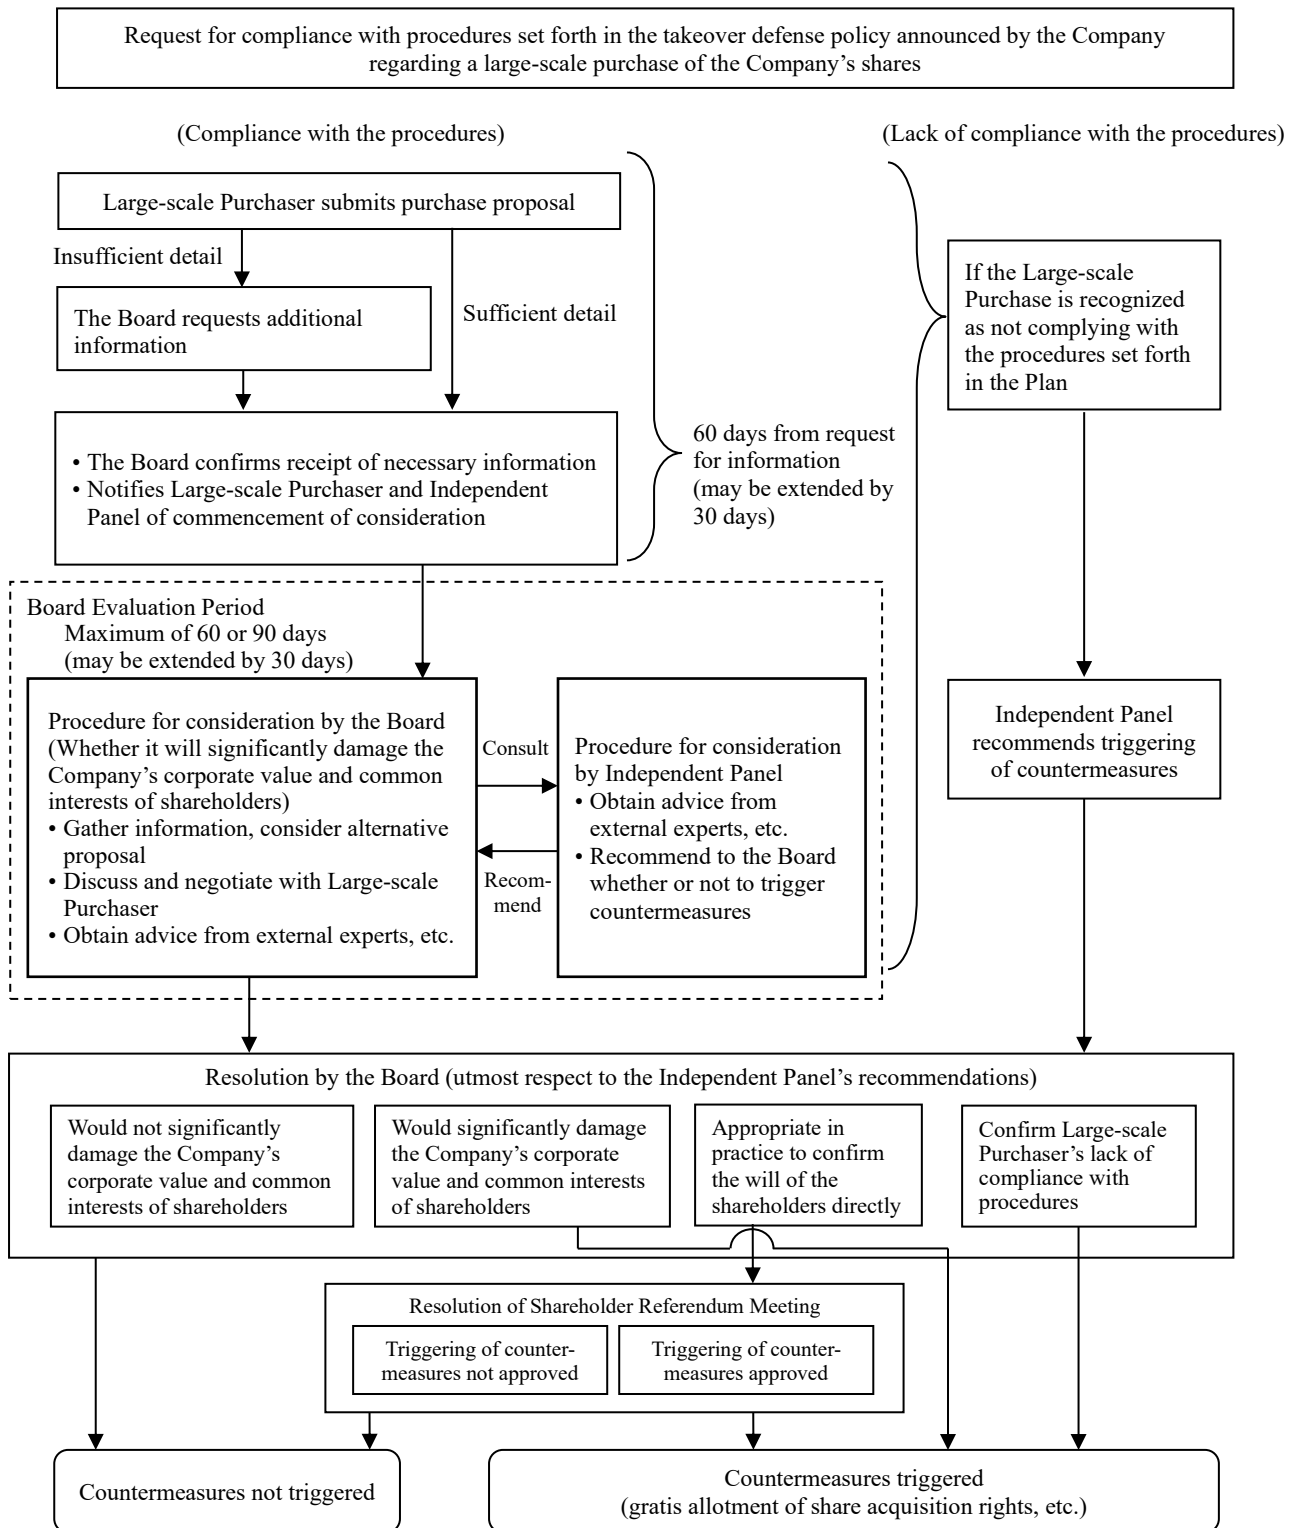 Request for compliance with procedures set forth in the takeover defense policy announced by the Company
regarding a large-scale purchase of the Company’s shares
(Compliance with the procedures)
(Lack of compliance with the procedures)
Large-scale Purchaser submits purchase proposal
Insufficient detail
Sufficient detail
The Board requests additional
information
• The Board confirms receipt of necessary information
• Notifies Large-scale Purchaser and Independent
Panel of commencement of consideration
60 days from request
for information
(may be extended by
30 days)
If the Large-scale
Purchase is recognized
as not complying with
the procedures set forth
in the Plan
Board Evaluation Period
Maximum of 60 or 90 days
(may be extended by 30 days)
Procedure for consideration by the Board
(Whether it will significantly damage the
Company’s corporate value and common
interests of shareholders)
• Gather information, consider alternative
proposal
• Discuss and negotiate with Large-scale
Purchaser
• Obtain advice from external experts, etc.
Consult
Recom-
mend
Procedure for consideration
by Independent Panel
• Obtain advice from
external experts, etc.
• Recommend to the Board
whether or not to trigger
countermeasures
Independent Panel
recommends triggering
of countermeasures
Resolution by the Board (utmost respect to the Independent Panel’s recommendations)
Would not significantly
damage the Company’s
corporate value and common
interests of shareholders
Would significantly damage
the Company’s corporate
value and common interests
of shareholders
Appropriate in
practice to confirm
the will of the
shareholders directly
Confirm Large-scale
Purchaser’s lack of
compliance with
procedures
Resolution of Shareholder Referendum Meeting
Triggering of counter-
measures not approved
Triggering of counter-
measures approved
Countermeasures not triggered
Countermeasures triggered
(gratis allotment of share acquisition rights, etc.)